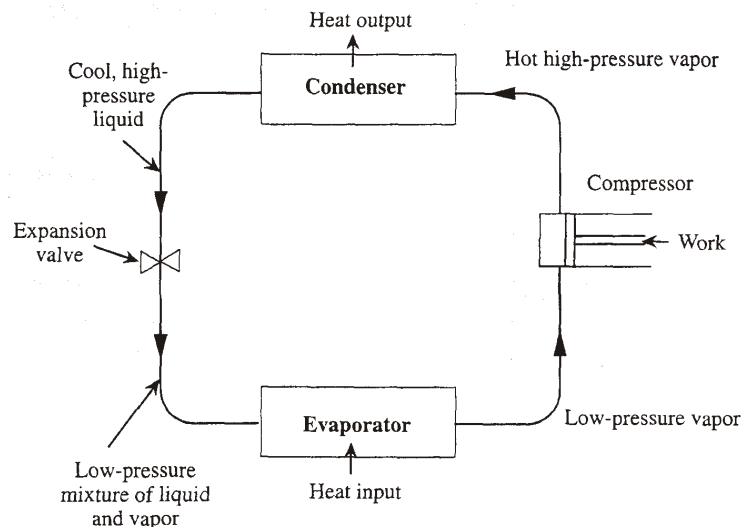 Heat output
Condenser
Hot high-pressure vapor
Cool, high-
pressure
liquid
Compressor
Work
Expansion
valve
Evaporator
Low-pressure vapor
Heat input
Low-pressure
mixture of liquid
and vapor